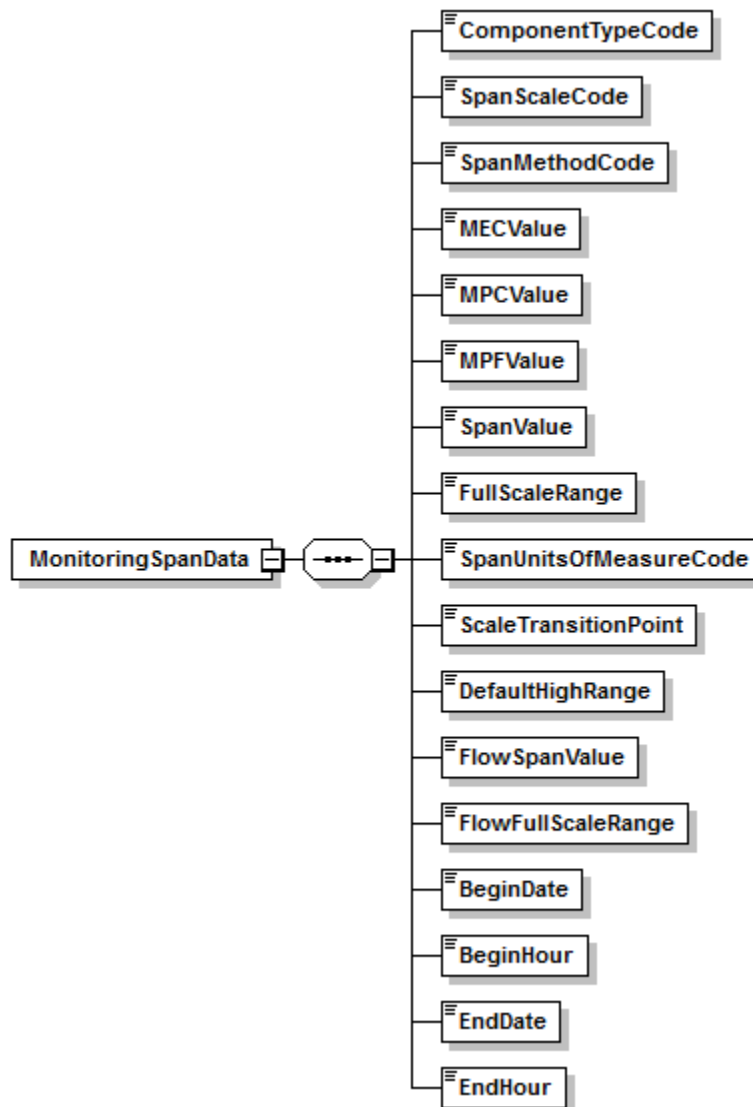 ComponentTypeCode
SpanScaleCode
SpanMethodCode
MECValue
MPCValue
MPFValue
SpanValue
FullScaleRange
MonitoringSpanData
SpanUnitsOfMeasureCode
ScaleTransitionPoint
DefaultHighRange
FlowSpanValue
FlowFullScaleRange
BeginDate
BeginHour
EndDate
EndHour